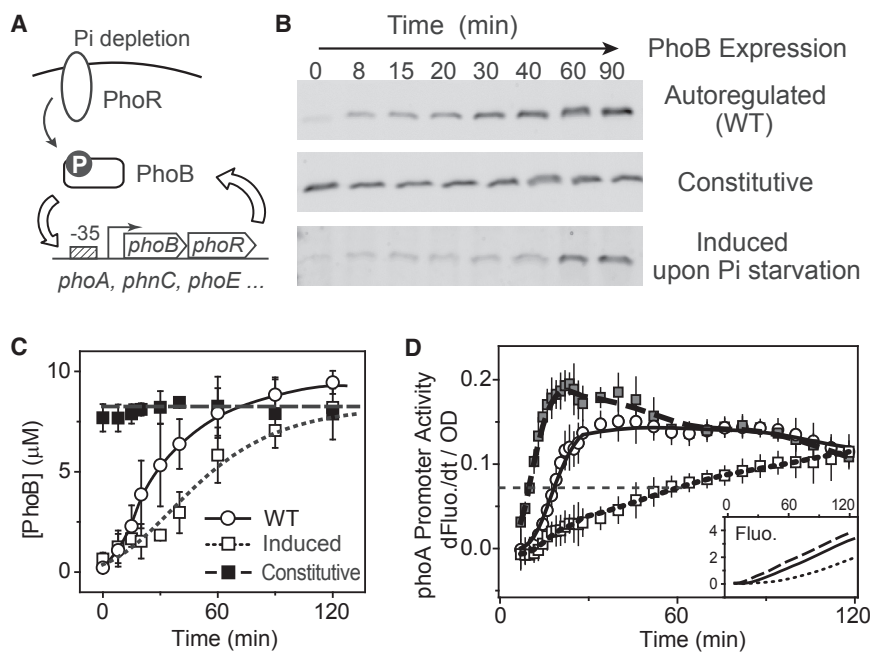 A
Pi depletion
PhoR
P
PhoB
-35
phoB
phoR
phoA, phnC, phoE ...
B
Time (min)
0 8 15 20 30 40 60 90
PhoB Expression
Autoregulated
(WT)
Constitutive
Induced
upon Pi starvation
C
10
5
0
[PhoB] (μM)
WT
Induced
Constitutive
0 60 120
Time (min)
D
0.2
0.1
0.0
phoA Promoter Activity
dFluo./dt / OD
0 60 120
Fluo.
4
2
0
60 120
0
Time (min)